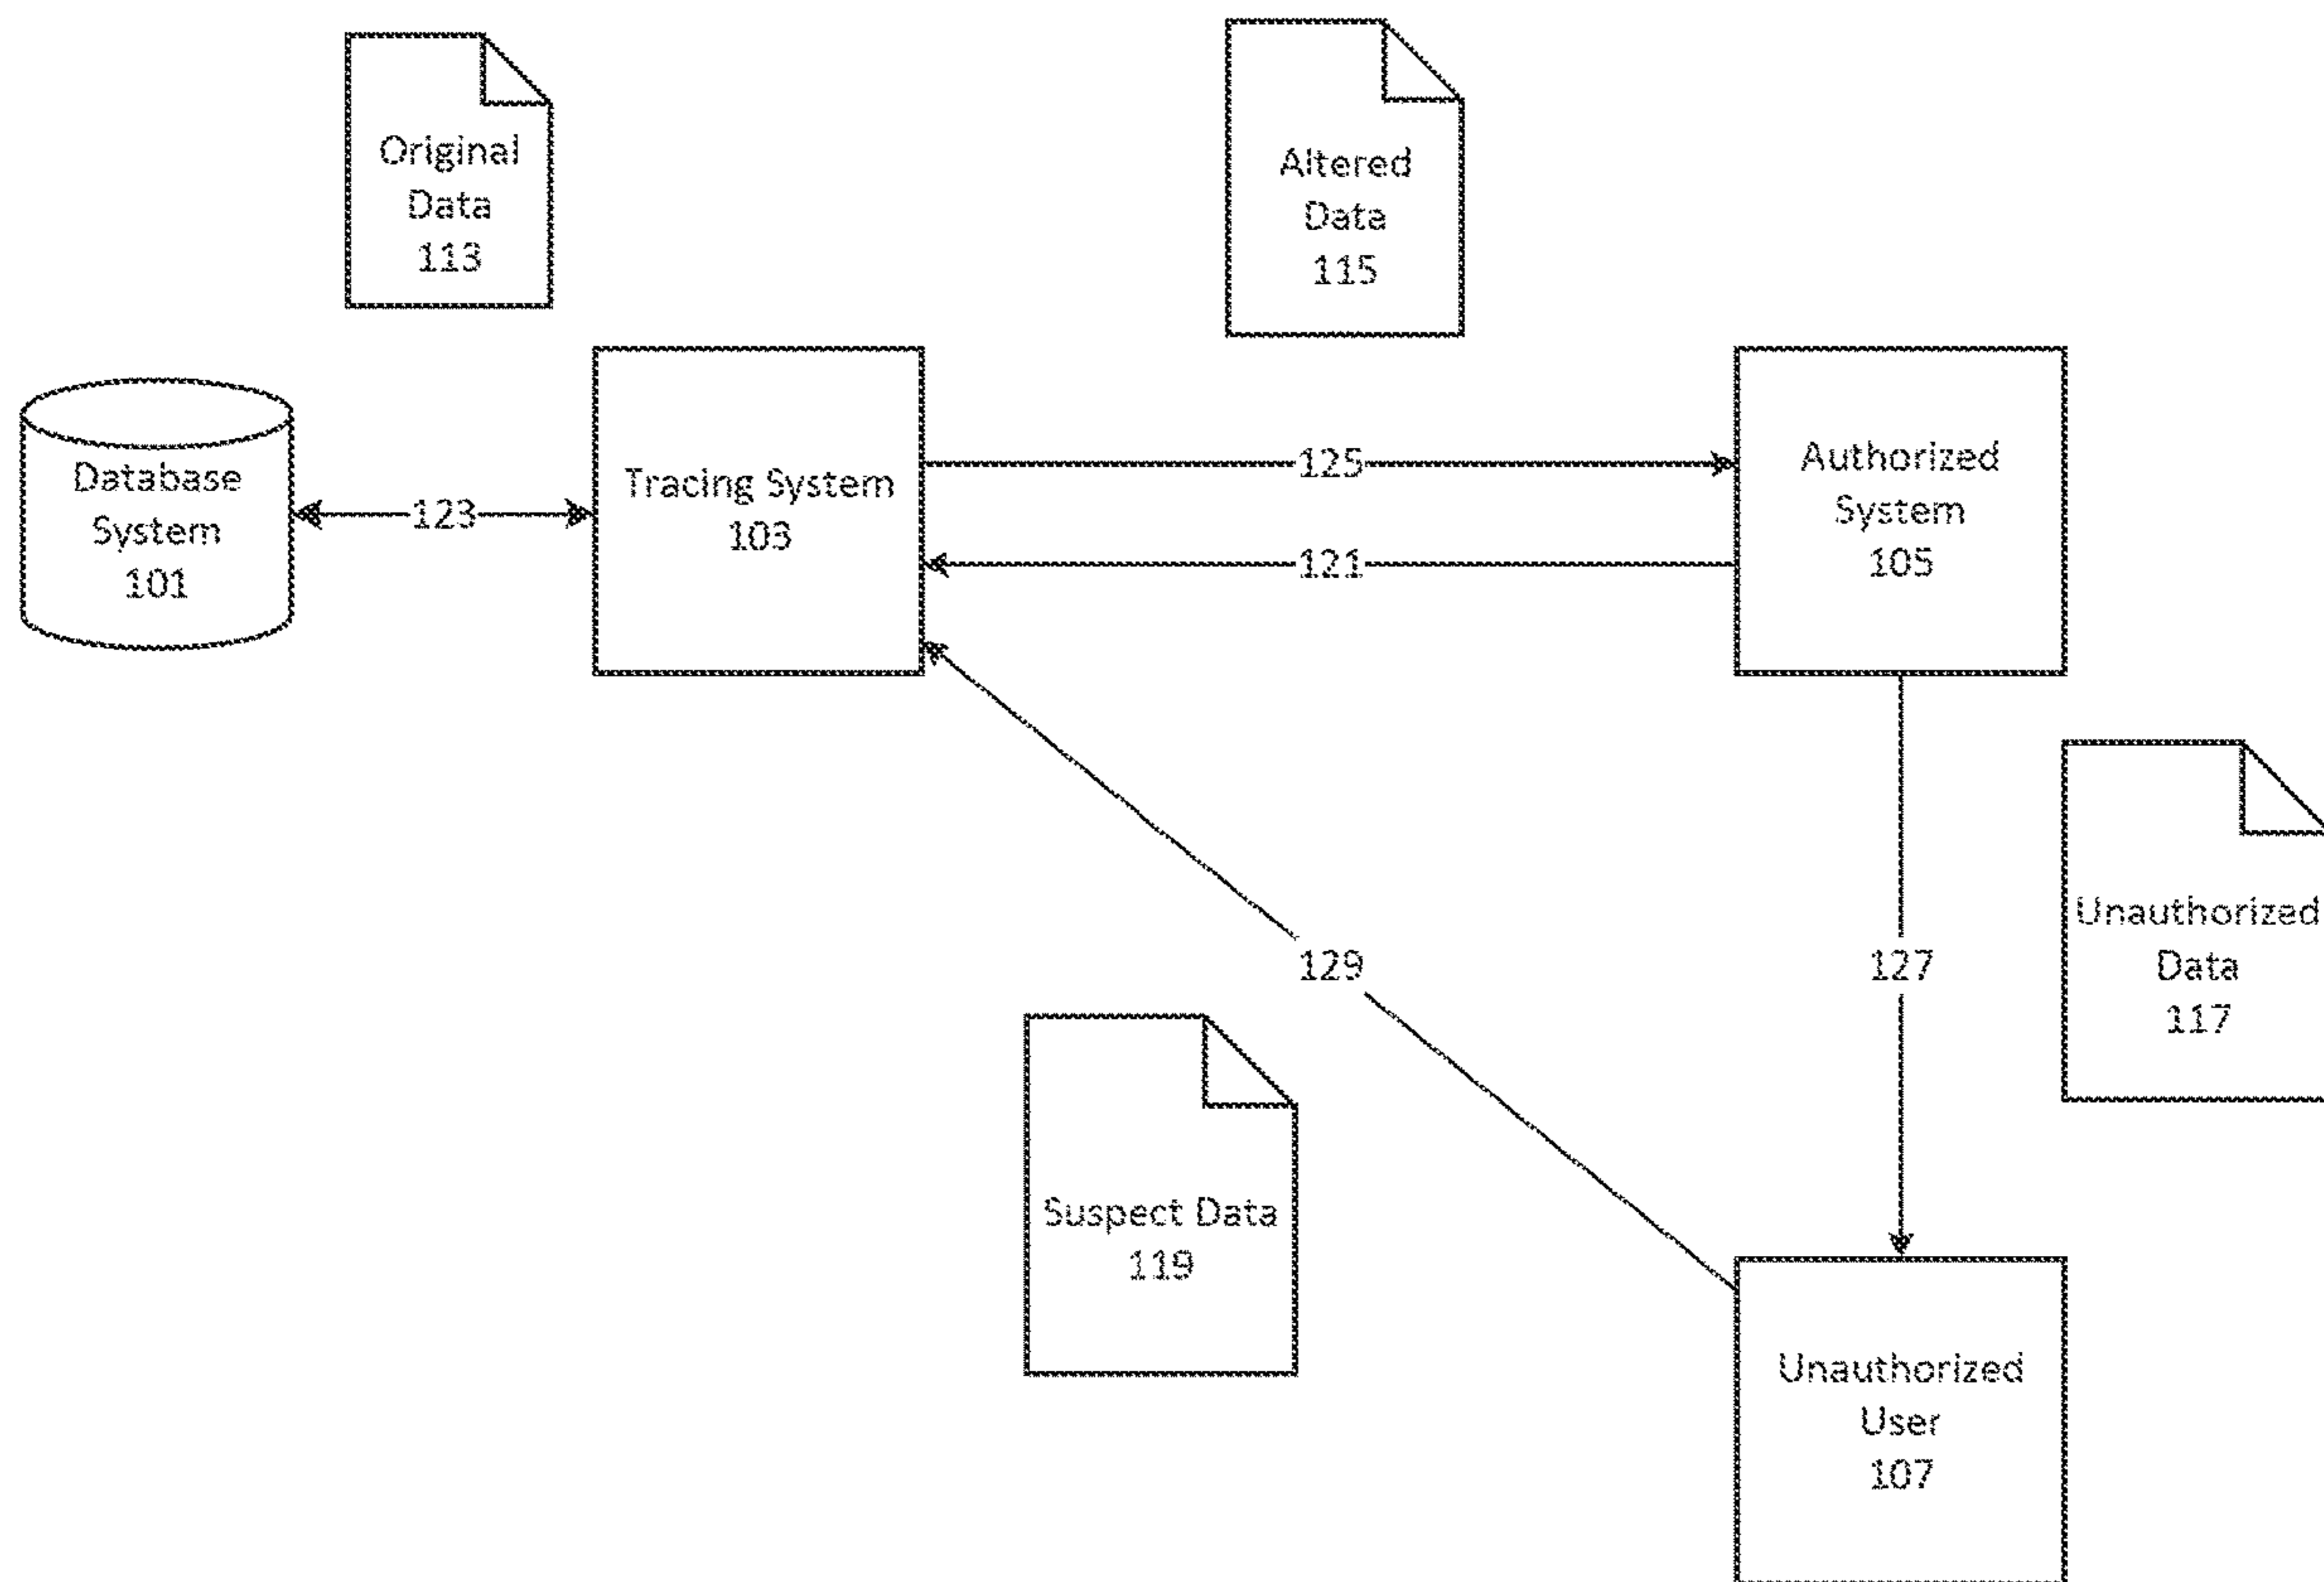 Original
Data
113
Altered
Data
115
Database
System
101
123
Tracing System
103
125
121
Authorized
System
105
129
127
Unauthorized
Data
117
Suspect Data
119
Unauthorized
User
107